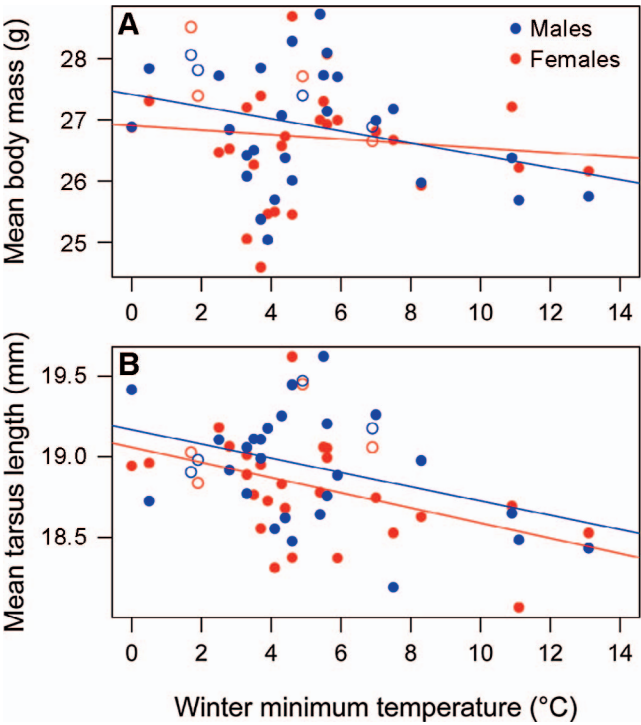 A
Males
Females
Mean body mass (g)
28
27
26
25
0 2 4 6 8 10 12 14
B
Mean tarsus length (mm)
19.5
19.0
18.5
0 2 4 6 8 10 12 14
Winter minimum temperature (°C)